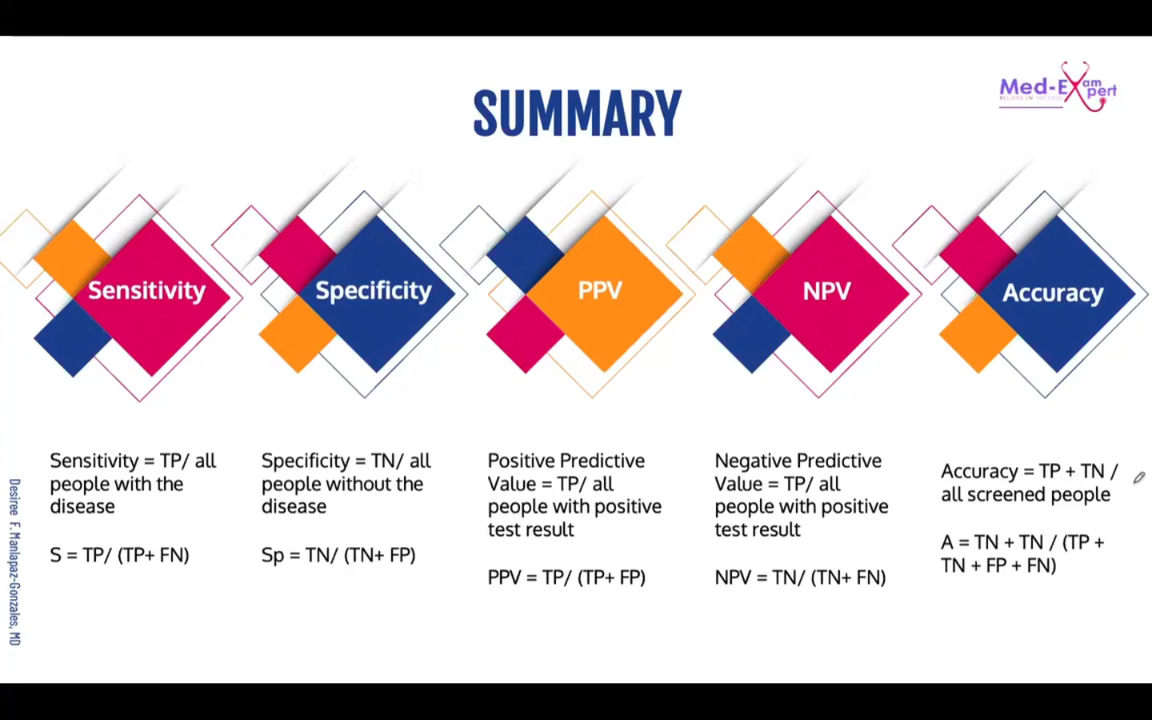 SUMMARY
Med-Exam
pert
Sensitivity
Specificity
PPV
NPV
Accuracy
Sensitivity = TP/ all
people with the
disease
S = TP/ (TP+ FN)
Specificity = TN/ all
people without the
disease
Sp = TN/ (TN+ FP)
Positive Predictive
Value = TP/ all
people with positive
test result
PPV = TP/ (TP+ FP)
Negative Predictive
Value = TP/ all
people with positive
test result
NPV = TN/ (TN+ FN)
Accuracy = TP + TN /
all screened people
A = TN + TN / (TP +
TN + FP + FN)
Desiree F. Manlapaz-Gonzales, MD